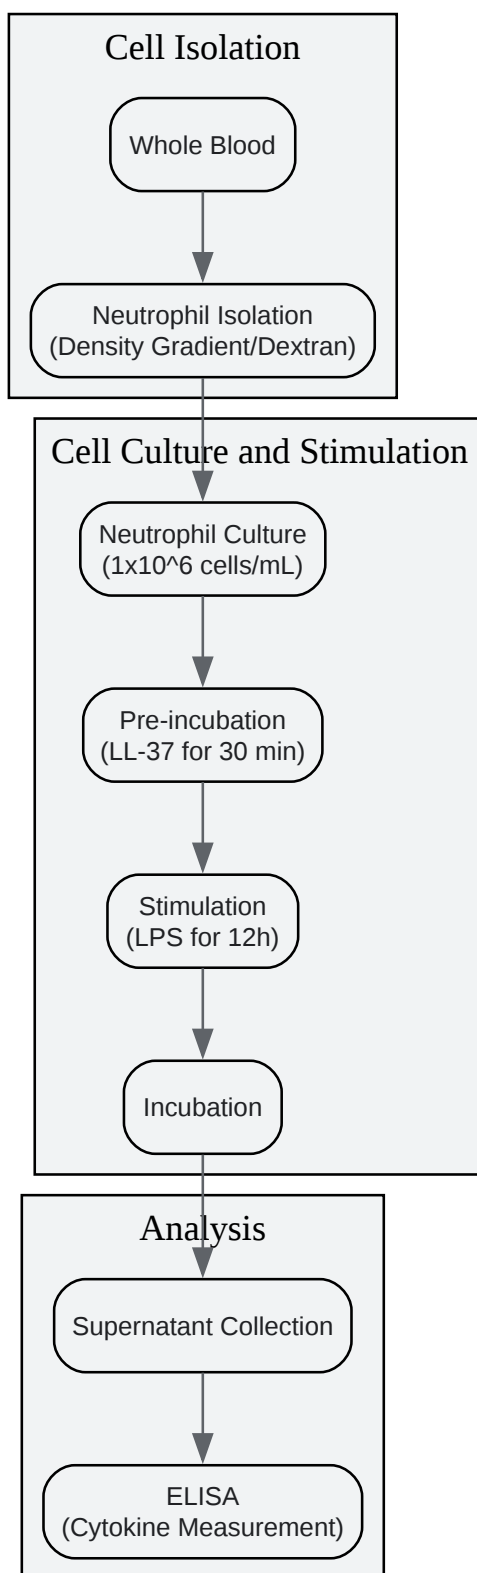 Cell Isolation
Whole Blood
Neutrophil Isolation
(Density Gradient/Dextran)
Cell Culture and Stimulation
Neutrophil Culture
(1x10^6 cells/mL)
Pre-incubation
(LL-37 for 30 min)
Stimulation
(LPS for 12h)
Incubation
Analysis
Supernatant Collection
ELISA
(Cytokine Measurement)